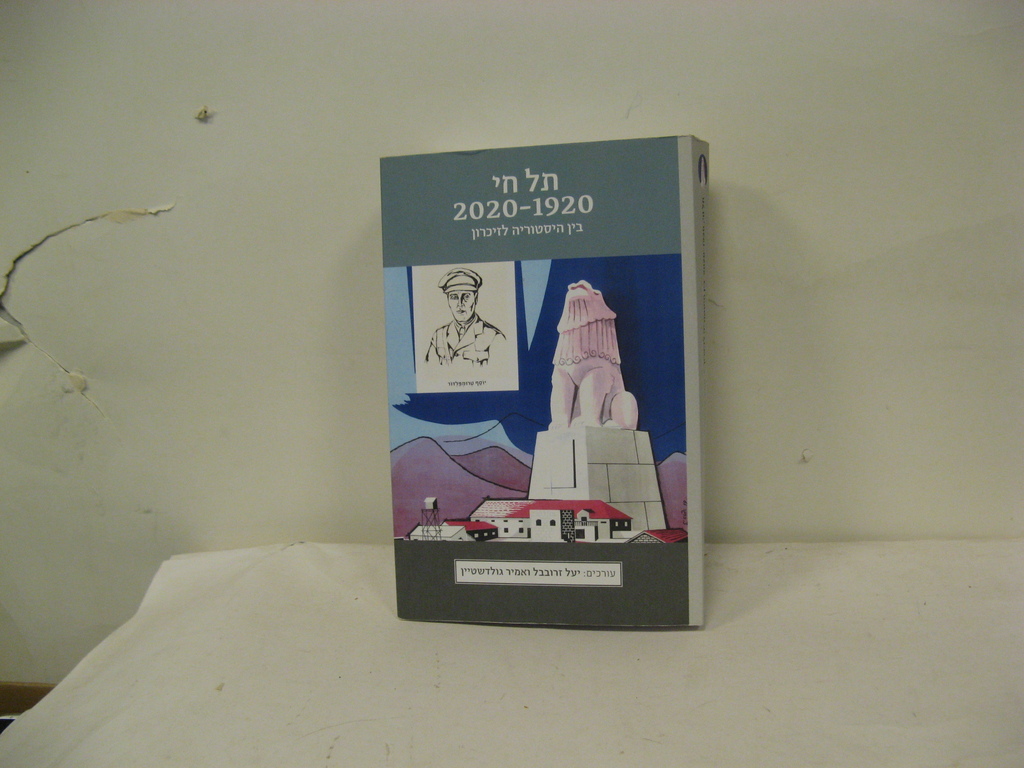 תל חי
2020-1920
בין היסטוריה לזיכרון
יוסף טרומפלדור
עורכים: יעל זרובבל ואמיר גולדשטיין